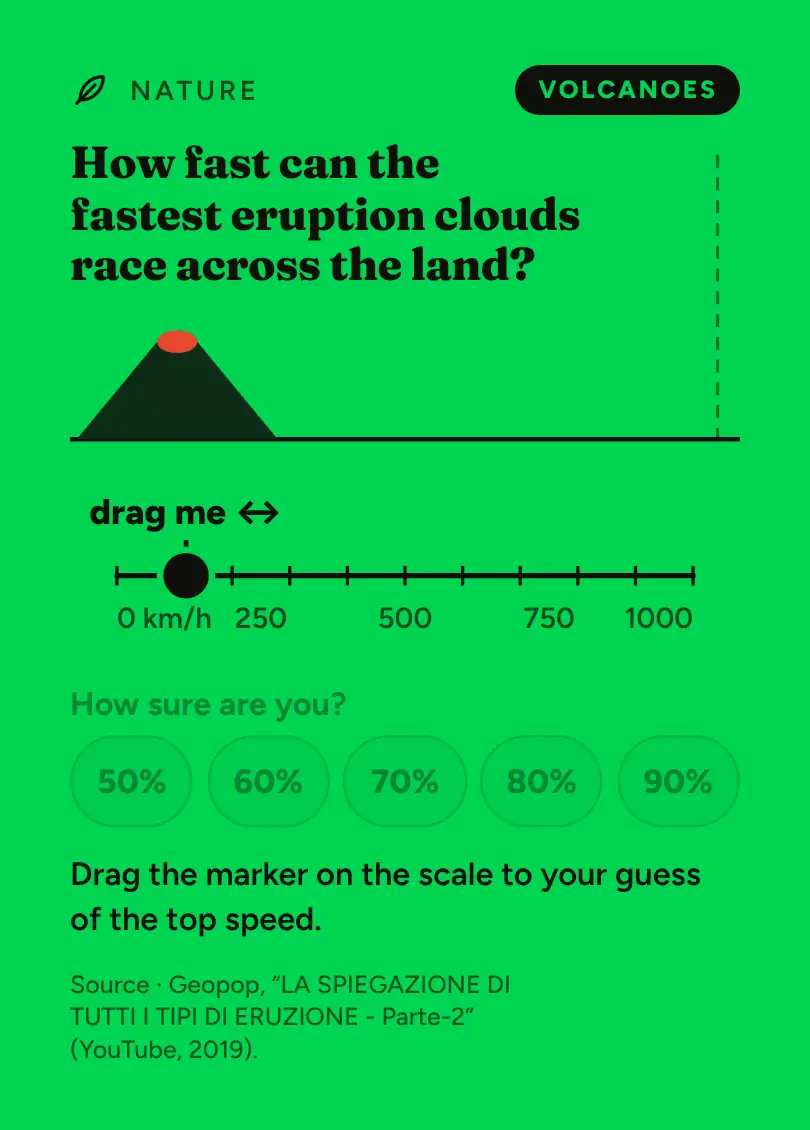 NATURE
VOLCANOES
How fast can the
fastest eruption clouds
race across the land?
drag me ↔
0 km/h 250 500 750 1000
How sure are you?
50% 60% 70% 80% 90%
Drag the marker on the scale to your guess
of the top speed.
Source · Geopop, “LA SPIEGAZIONE DI
TUTTI I TIPI DI ERUZIONE - Parte-2”
(YouTube, 2019).